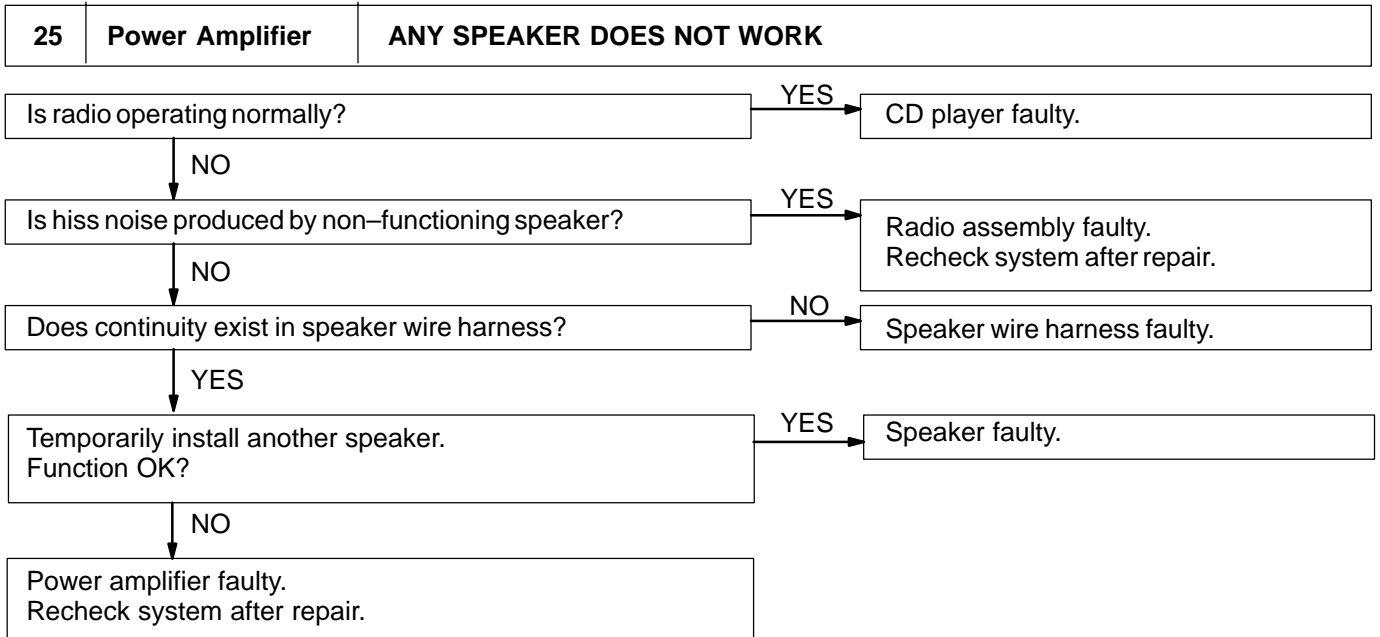 25 Power Amplifier ANY SPEAKER DOES NOT WORK
Is radio operating normally?
YES
CD player faulty.
NO
Is hiss noise produced by non–functioning speaker?
YES
Radio assembly faulty.
Recheck system after repair.
NO
Does continuity exist in speaker wire harness?
NO
Speaker wire harness faulty.
YES
Temporarily install another speaker.
Function OK?
YES
Speaker faulty.
NO
Power amplifier faulty.
Recheck system after repair.